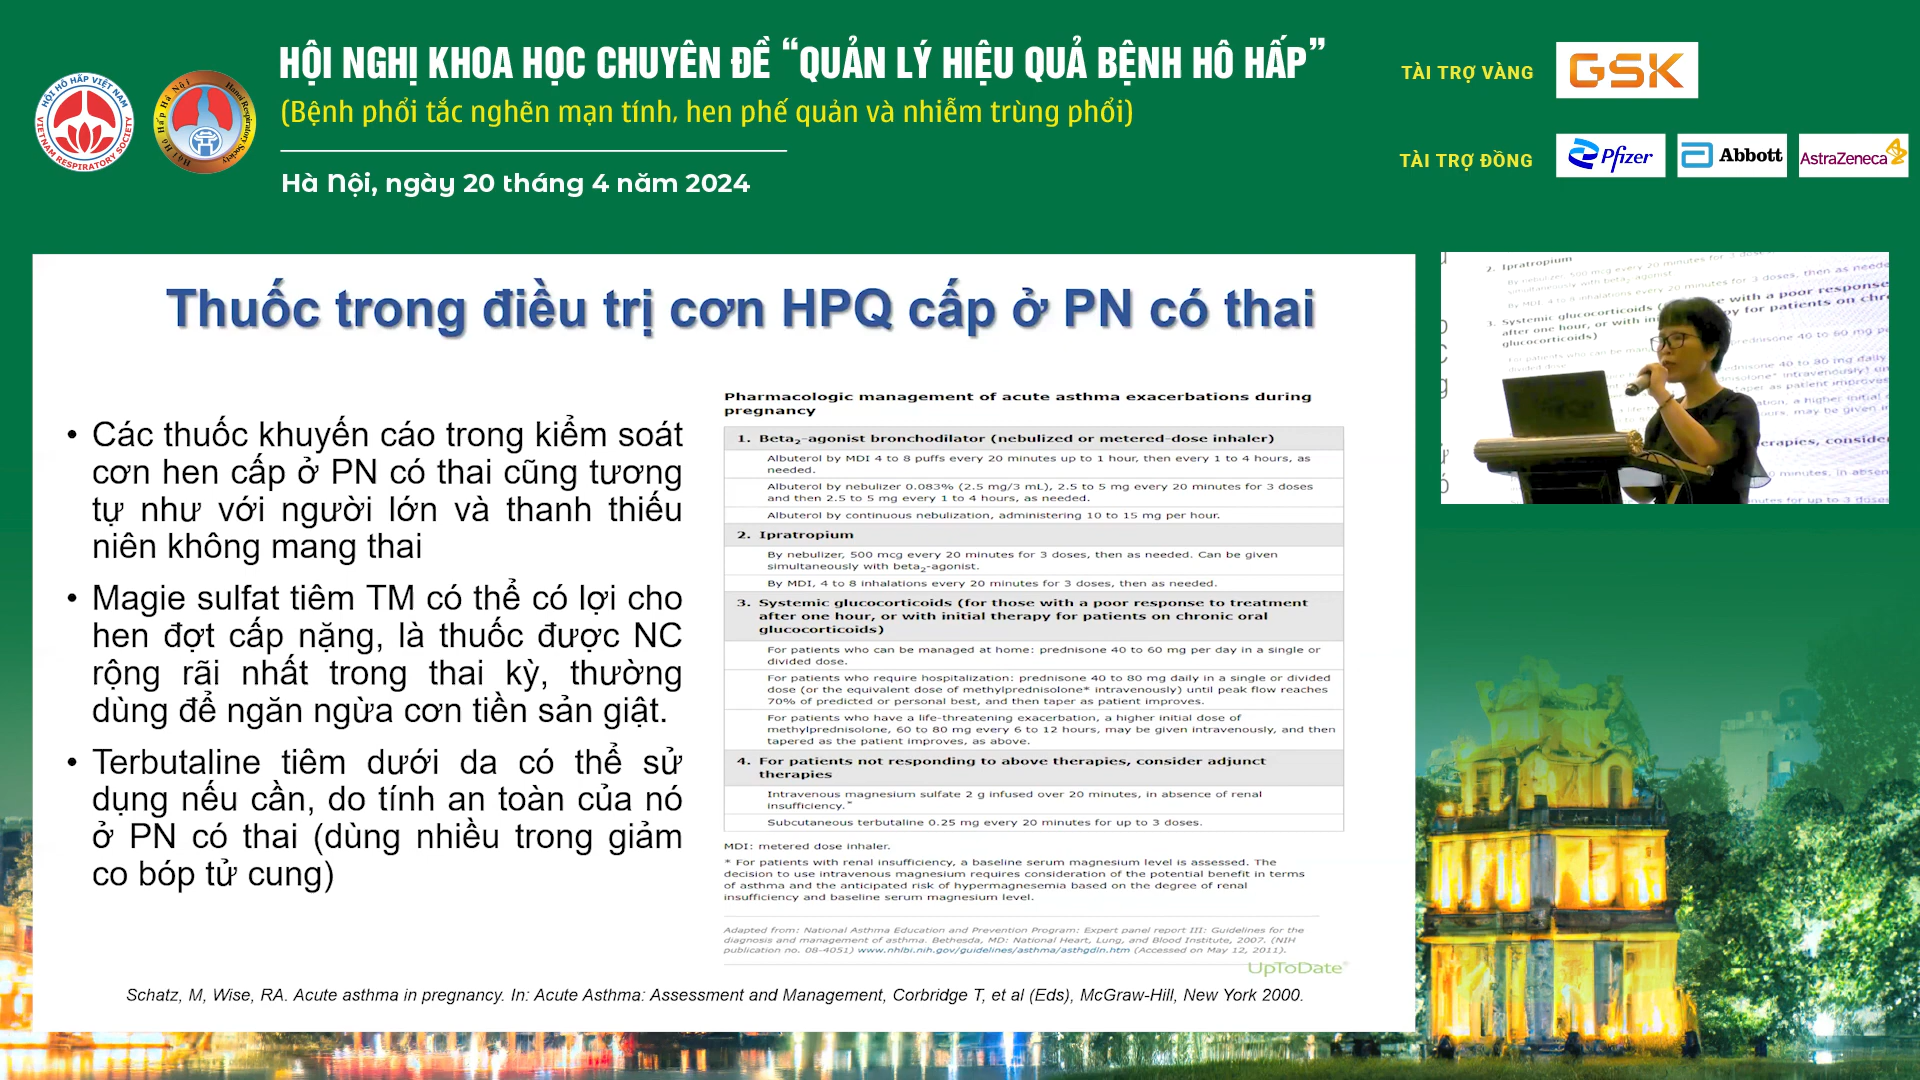 HỘI HÔ HẤP VIỆT NAM
VIETNAM RESPIRATORY SOCIETY
Hội Hô Hấp Hà Nội
Hanoi Respiratory Society
HỘI NGHỊ KHOA HỌC CHUYÊN ĐỀ “QUẢN LÝ HIỆU QUẢ BỆNH HÔ HẤP”
(Bệnh phổi tắc nghẽn mạn tính, hen phế quản và nhiễm trùng phổi)
Hà Nội, ngày 20 tháng 4 năm 2024
TÀI TRỢ VÀNG
GSK
TÀI TRỢ ĐỒNG
Pfizer
Abbott
AstraZeneca
Thuốc trong điều trị cơn HPQ cấp ở PN có thai
• Các thuốc khuyến cáo trong kiểm soát
cơn hen cấp ở PN có thai cũng tương
tự như với người lớn và thanh thiếu
niên không mang thai
• Magie sulfat tiêm TM có thể có lợi cho
hen đợt cấp nặng, là thuốc được NC
rộng rãi nhất trong thai kỳ, thường
dùng để ngăn ngừa cơn tiền sản giật.
• Terbutaline tiêm dưới da có thể sử
dụng nếu cần, do tính an toàn của nó
ở PN có thai (dùng nhiều trong giảm
co bóp tử cung)
Pharmacologic management of acute asthma exacerbations during
pregnancy
1. Beta2-agonist bronchodilator (nebulized or metered-dose inhaler)
Albuterol by MDI 4 to 8 puffs every 20 minutes up to 1 hour, then every 1 to 4 hours, as
needed.
Albuterol by nebulizer 0.083% (2.5 mg/3 mL), 2.5 to 5 mg every 20 minutes for 3 doses
and then 2.5 to 5 mg every 1 to 4 hours, as needed.
Albuterol by continuous nebulization, administering 10 to 15 mg per hour.
2. Ipratropium
By nebulizer, 500 mcg every 20 minutes for 3 doses, then as needed. Can be given
simultaneously with beta2-agonist.
By MDI, 4 to 8 inhalations every 20 minutes for 3 doses, then as needed.
3. Systemic glucocorticoids (for those with a poor response to treatment
after one hour, or with initial therapy for patients on chronic oral
glucocorticoids)
For patients who can be managed at home: prednisone 40 to 60 mg per day in a single or
divided dose.
For patients who require hospitalization: prednisone 40 to 80 mg daily in a single or divided
dose (or the equivalent dose of methylprednisolone* intravenously) until peak flow reaches
70% of predicted or personal best, and then taper as patient improves.
For patients who have a life-threatening exacerbation, a higher initial dose of
methylprednisolone, 60 to 80 mg every 6 to 12 hours, may be given intravenously, and then
tapered as the patient improves, as above.
4. For patients not responding to above therapies, consider adjunct
therapies
Intravenous magnesium sulfate 2 g infused over 20 minutes, in absence of renal
insufficiency.*
Subcutaneous terbutaline 0.25 mg every 20 minutes for up to 3 doses.
MDI: metered dose inhaler.
* For patients with renal insufficiency, a baseline serum magnesium level is assessed. The
decision to use intravenous magnesium requires consideration of the potential benefit in terms
of asthma and the anticipated risk of hypermagnesemia based on the degree of renal
insufficiency and baseline serum magnesium level.
Adapted from: National Asthma Education and Prevention Program: Expert panel report III: Guidelines for the
diagnosis and management of asthma. Bethesda, MD: National Heart, Lung, and Blood Institute, 2007. (NIH
publication no. 08-4051) www.nhlbi.nih.gov/guidelines/asthma/asthgdln.htm (Accessed on May 12, 2011).
UpToDate®
Schatz, M, Wise, RA. Acute asthma in pregnancy. In: Acute Asthma: Assessment and Management, Corbridge T, et al (Eds), McGraw-Hill, New York 2000.